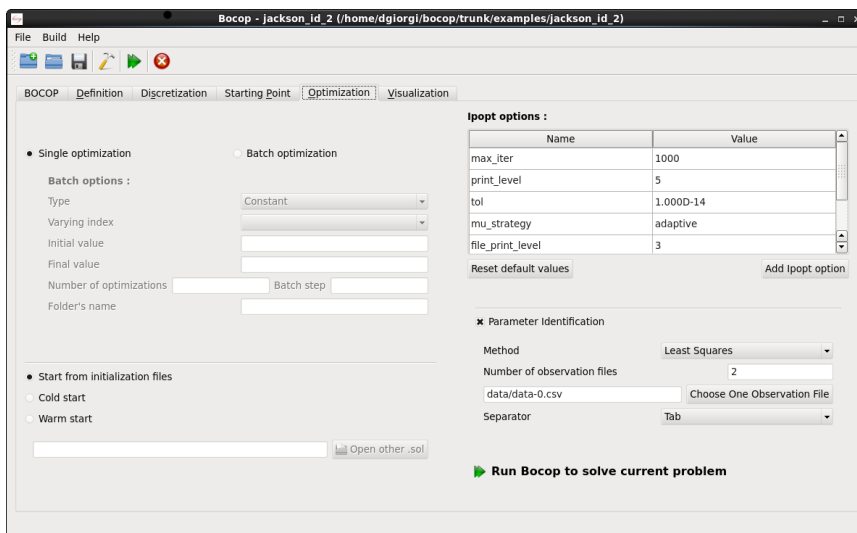 Bocop - jackson_id_2 (/home/dgiorgi/bocop/trunk/examples/jackson_id_2)
File Build Help
BOCOP Definition Discretization Starting Point Optimization Visualization
Single optimization Batch optimization
Batch options :
Type Constant
Varying index
Initial value
Final value
Number of optimizations Batch step
Folder's name
Start from initialization files
Cold start
Warm start
Open other .sol
Ipopt options :
Name Value
max_iter 1000
print_level 5
tol 1.000D-14
mu_strategy adaptive
file_print_level 3
Reset default values Add Ipopt option
Parameter Identification
Method Least Squares
Number of observation files 2
data/data-0.csv Choose One Observation File
Separator Tab
Run Bocop to solve current problem